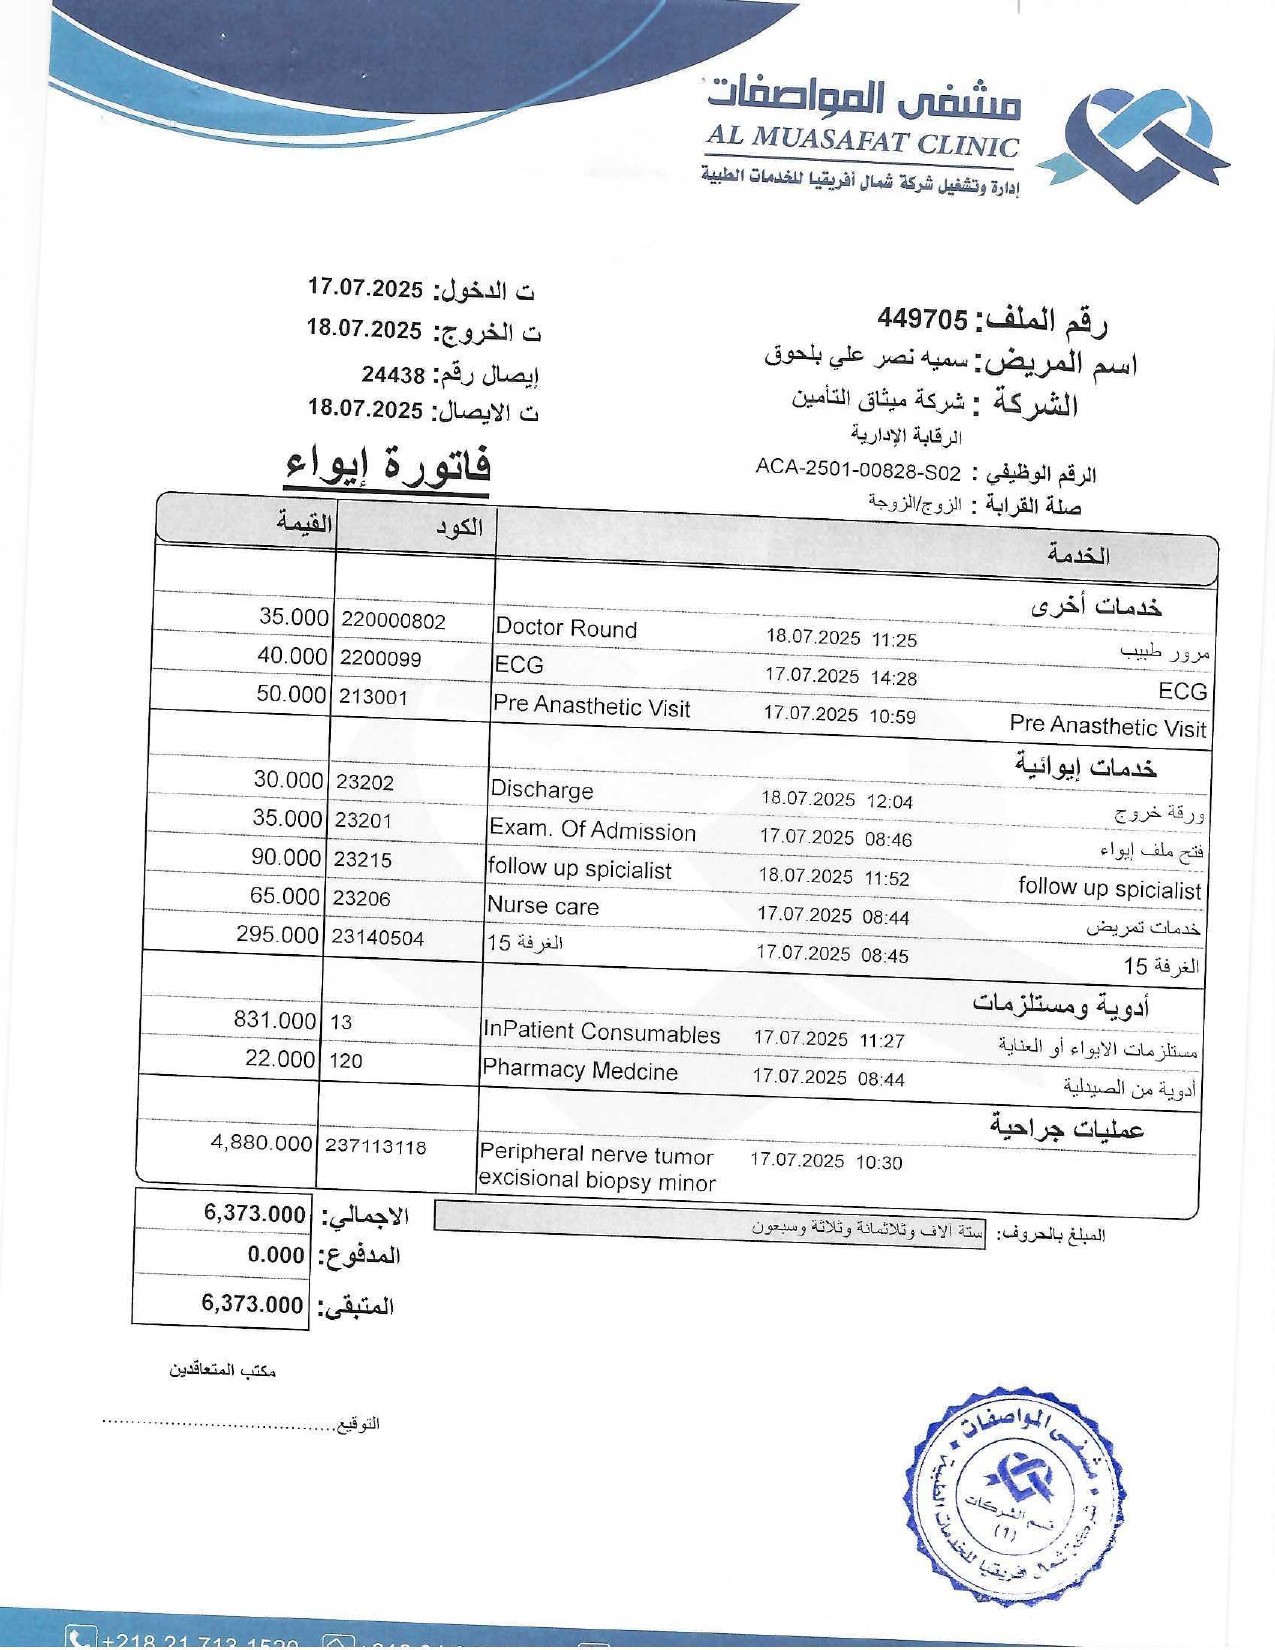 مشفى المواصفات
AL MUASAFAT CLINIC
إدارة وتشغيل شركة شمال أفريقيا للخدمات الطبية
رقم الملف: 449705
اسم المريض: سميه نصر علي بلحوق
الشركة : شركة ميثاق التأمين
الرقابة الإدارية
الرقم الوظيفي : ACA-2501-00828-S02
صلة القرابة : الزوج/الزوجة
ت الدخول: 17.07.2025
ت الخروج: 18.07.2025
إيصال رقم: 24438
ت الايصال: 18.07.2025
فاتورة إيواء
الخدمة الكود القيمة
خدمات أخرى
مرور طبيب 18.07.2025 11:25 Doctor Round 220000802 35.000
ECG 17.07.2025 14:28 ECG 2200099 40.000
Pre Anasthetic Visit 17.07.2025 10:59 Pre Anasthetic Visit 213001 50.000
خدمات إيوائية
ورقة خروج 18.07.2025 12:04 Discharge 23202 30.000
فتح ملف إيواء 17.07.2025 08:46 Exam. Of Admission 23201 35.000
follow up spicialist 18.07.2025 11:52 follow up spicialist 23215 90.000
خدمات تمريض 17.07.2025 08:44 Nurse care 23206 65.000
الغرفة 15 17.07.2025 08:45 الغرفة 15 23140504 295.000
أدوية ومستلزمات
مستلزمات الايواء أو العناية 17.07.2025 11:27 InPatient Consumables 13 831.000
أدوية من الصيدلية 17.07.2025 08:44 Pharmacy Medcine 120 22.000
عمليات جراحية
17.07.2025 10:30 Peripheral nerve tumor 237113118 4,880.000
excisional biopsy minor
المبلغ بالحروف: ستة الاف وثلاثمائة وثلاثة وسبعون
الاجمالي: 6,373.000
المدفوع: 0.000
المتبقى: 6,373.000
مكتب المتعاقدين
التوقيع......................................
مشفى المواصفات
شركة شمال افريقيا للخدمات الطبية
قسم الشركات
(1)
+218 21 713 1520